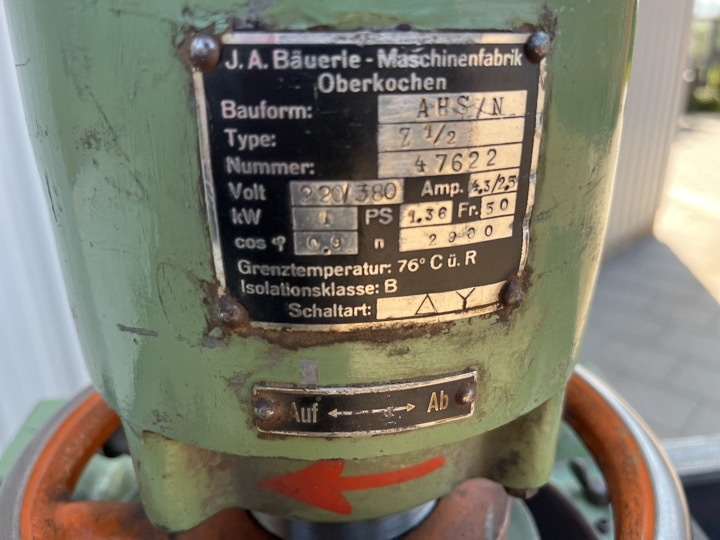 J. A. Bäuerle - Maschinenfabrik
Oberkochen
Bauform: AHS/N
Type: Z 1/2
Nummer: 47622
Volt 220/380 Amp. 4.3/2.5
kW 1 PS 1.36 Fr. 50
cos φ 0.9 n 2900
Grenztemperatur: 76° C ü. R
Isolationsklasse: B
Schaltart: △ Y
Auf ←→ Ab